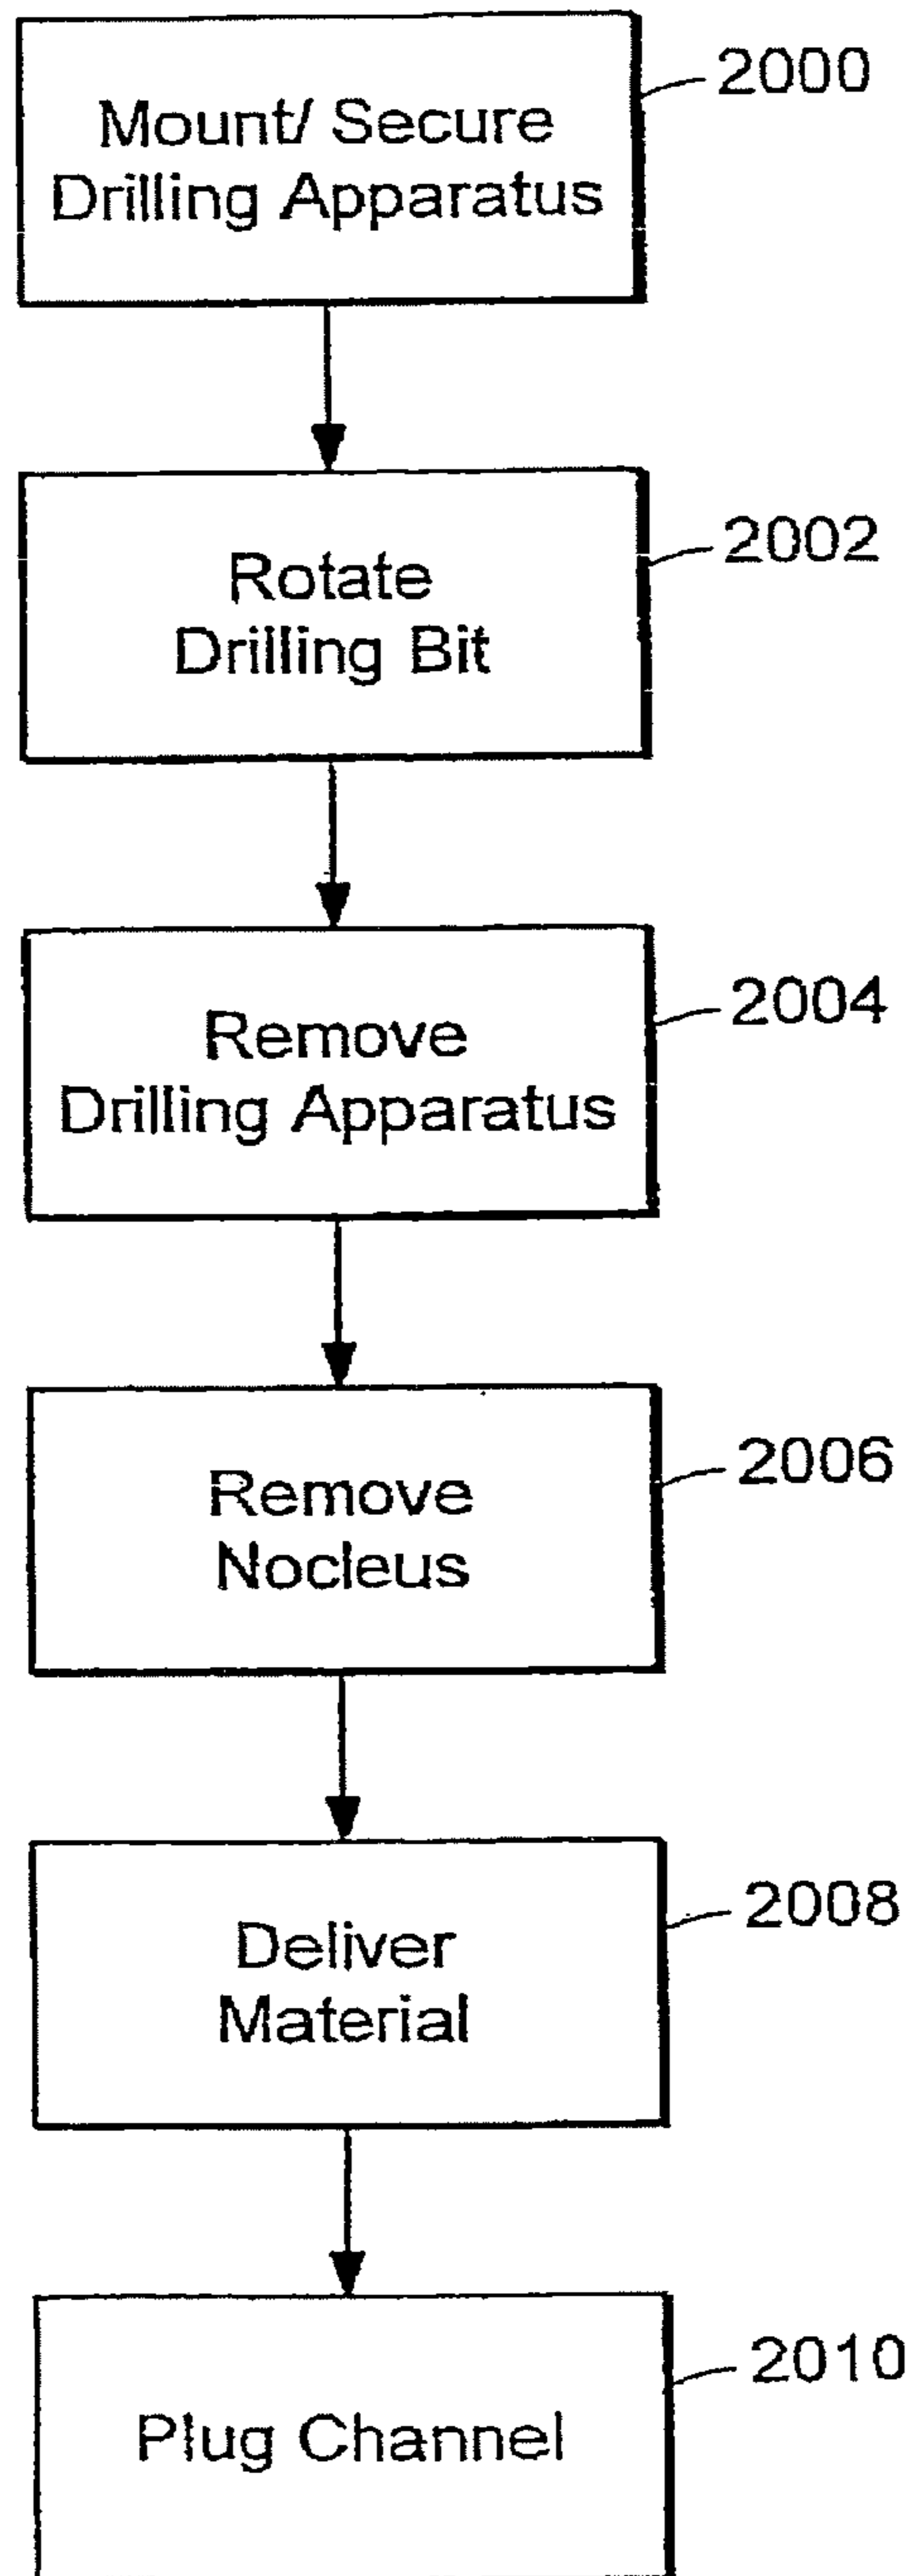 Mount/ Secure
Drilling Apparatus
2000
Rotate
Drilling Bit
2002
Remove
Drilling Apparatus
2004
Remove
Nocleus
2006
Deliver
Material
2008
Plug Channel
2010